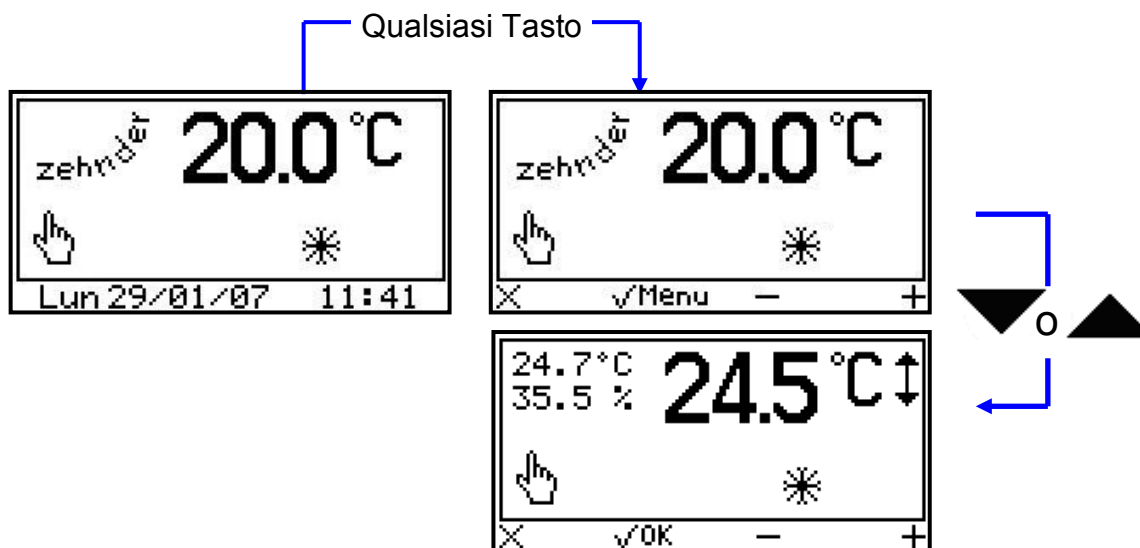 Qualsiasi Tasto
zehnder 20.0 °C
Lun 29/01/07 11:41
zehnder 20.0 °C
X √Menu – +
o
24.7°C
35.5 %
24.5 °C
X √OK – +